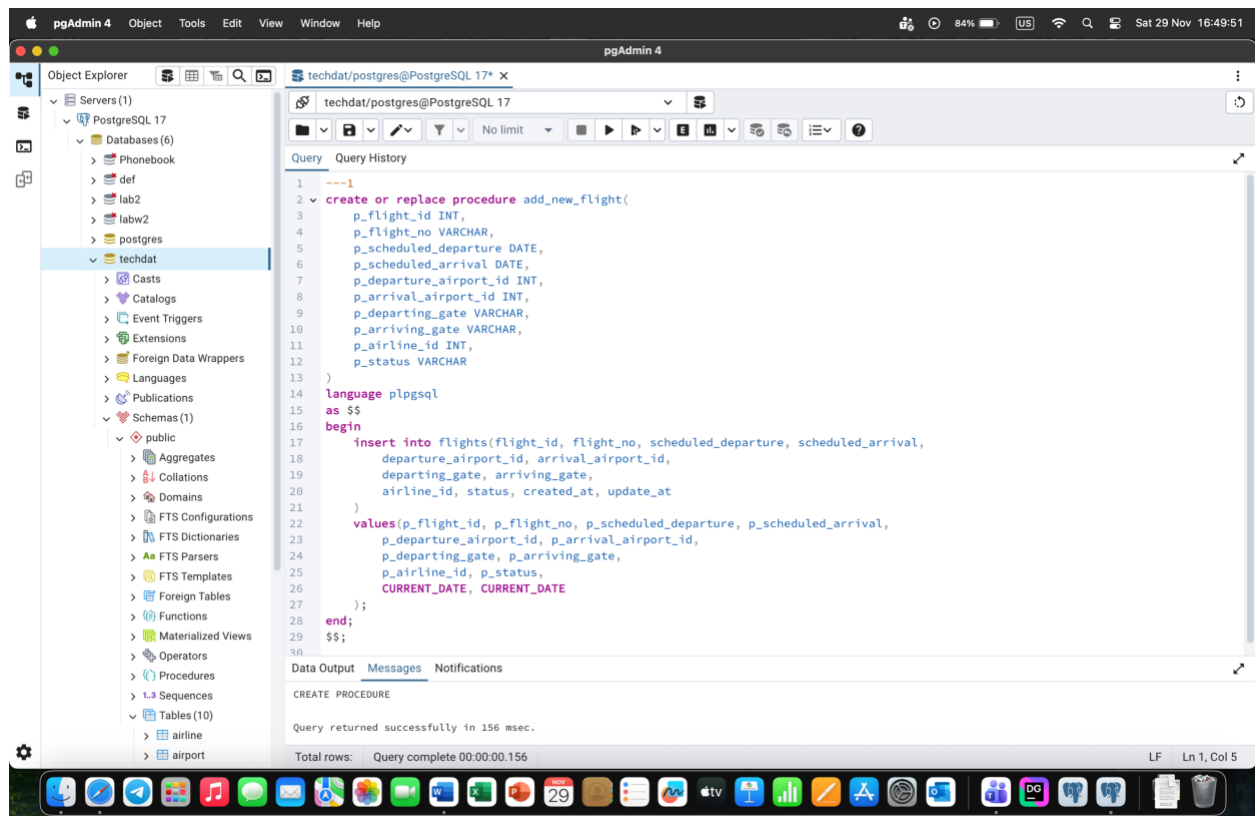 pgAdmin 4 Object Tools Edit View Window Help
84% US Sat 29 Nov 16:49:51
pgAdmin 4
Object Explorer
Servers (1)
PostgreSQL 17
Databases (6)
Phonebook
def
lab2
labw2
postgres
techdat
Casts
Catalogs
Event Triggers
Extensions
Foreign Data Wrappers
Languages
Publications
Schemas (1)
public
Aggregates
Collations
Domains
FTS Configurations
FTS Dictionaries
Aa FTS Parsers
FTS Templates
Foreign Tables
Functions
Materialized Views
Operators
Procedures
1..3 Sequences
Tables (10)
airline
airport
techdat/postgres@PostgreSQL 17* X
techdat/postgres@PostgreSQL 17
No limit E
Query Query History
1 ---1
2 create or replace procedure add_new_flight(
3 p_flight_id INT,
4 p_flight_no VARCHAR,
5 p_scheduled_departure DATE,
6 p_scheduled_arrival DATE,
7 p_departure_airport_id INT,
8 p_arrival_airport_id INT,
9 p_departing_gate VARCHAR,
10 p_arriving_gate VARCHAR,
11 p_airline_id INT,
12 p_status VARCHAR
13 )
14 language plpgsql
15 as $$
16 begin
17 insert into flights(flight_id, flight_no, scheduled_departure, scheduled_arrival,
18 departure_airport_id, arrival_airport_id,
19 departing_gate, arriving_gate,
20 airline_id, status, created_at, update_at
21 )
22 values(p_flight_id, p_flight_no, p_scheduled_departure, p_scheduled_arrival,
23 p_departure_airport_id, p_arrival_airport_id,
24 p_departing_gate, p_arriving_gate,
25 p_airline_id, p_status,
26 CURRENT_DATE, CURRENT_DATE
27 );
28 end;
29 $$;
30
Data Output Messages Notifications
CREATE PROCEDURE
Query returned successfully in 156 msec.
Total rows: Query complete 00:00:00.156 LF Ln 1, Col 5
NOV
29
tv
DG
DOCX